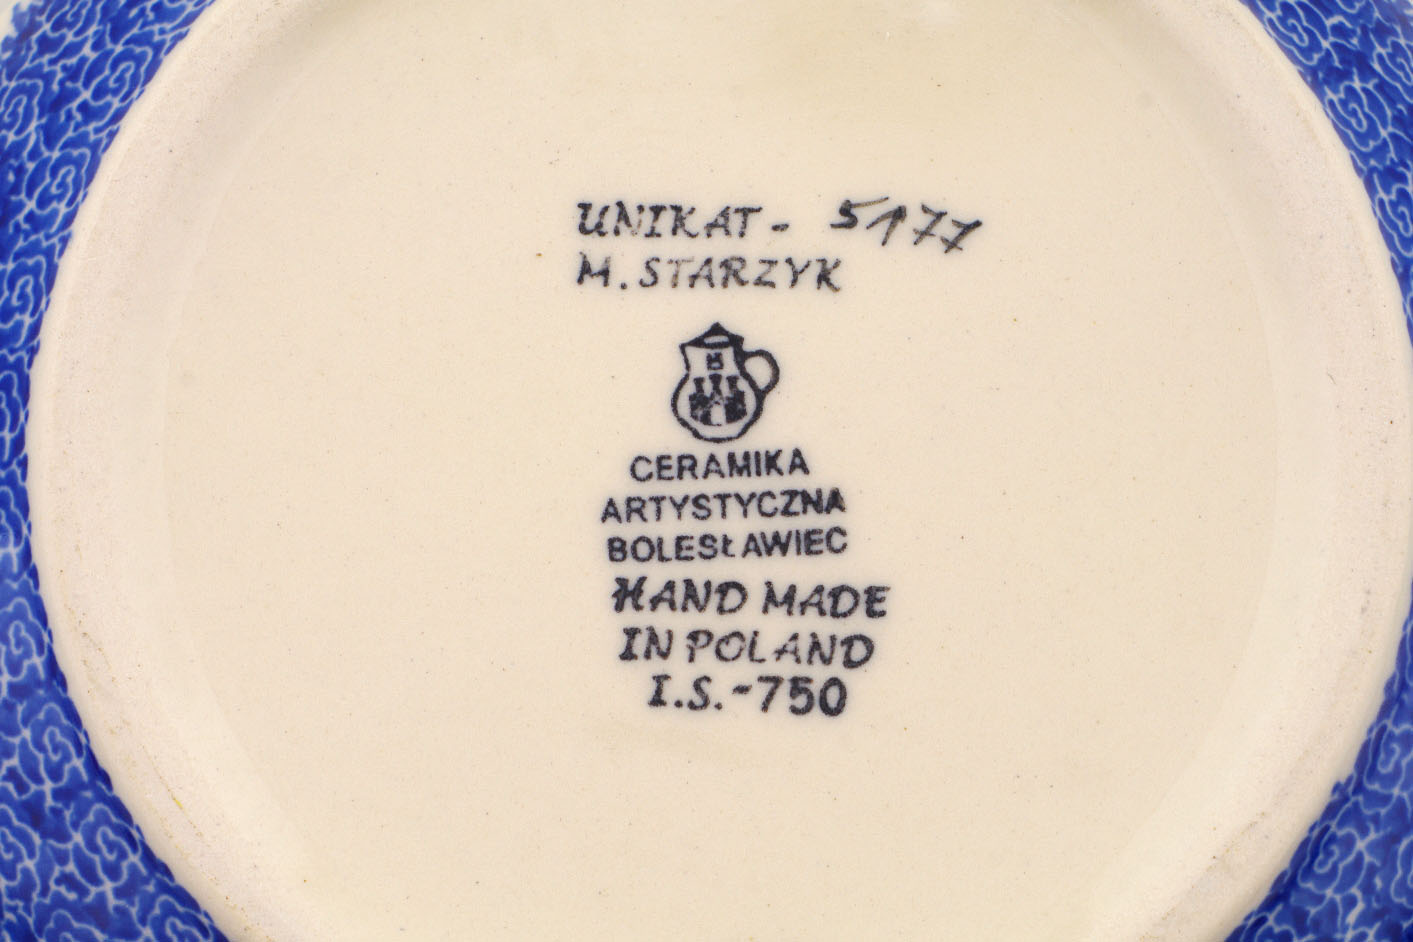 UNIKAT - 5177
M. STARZYK
B
CERAMIKA
ARTYSTYCZNA
BOLESŁAWIEC
HAND MADE
IN POLAND
I.S.-750